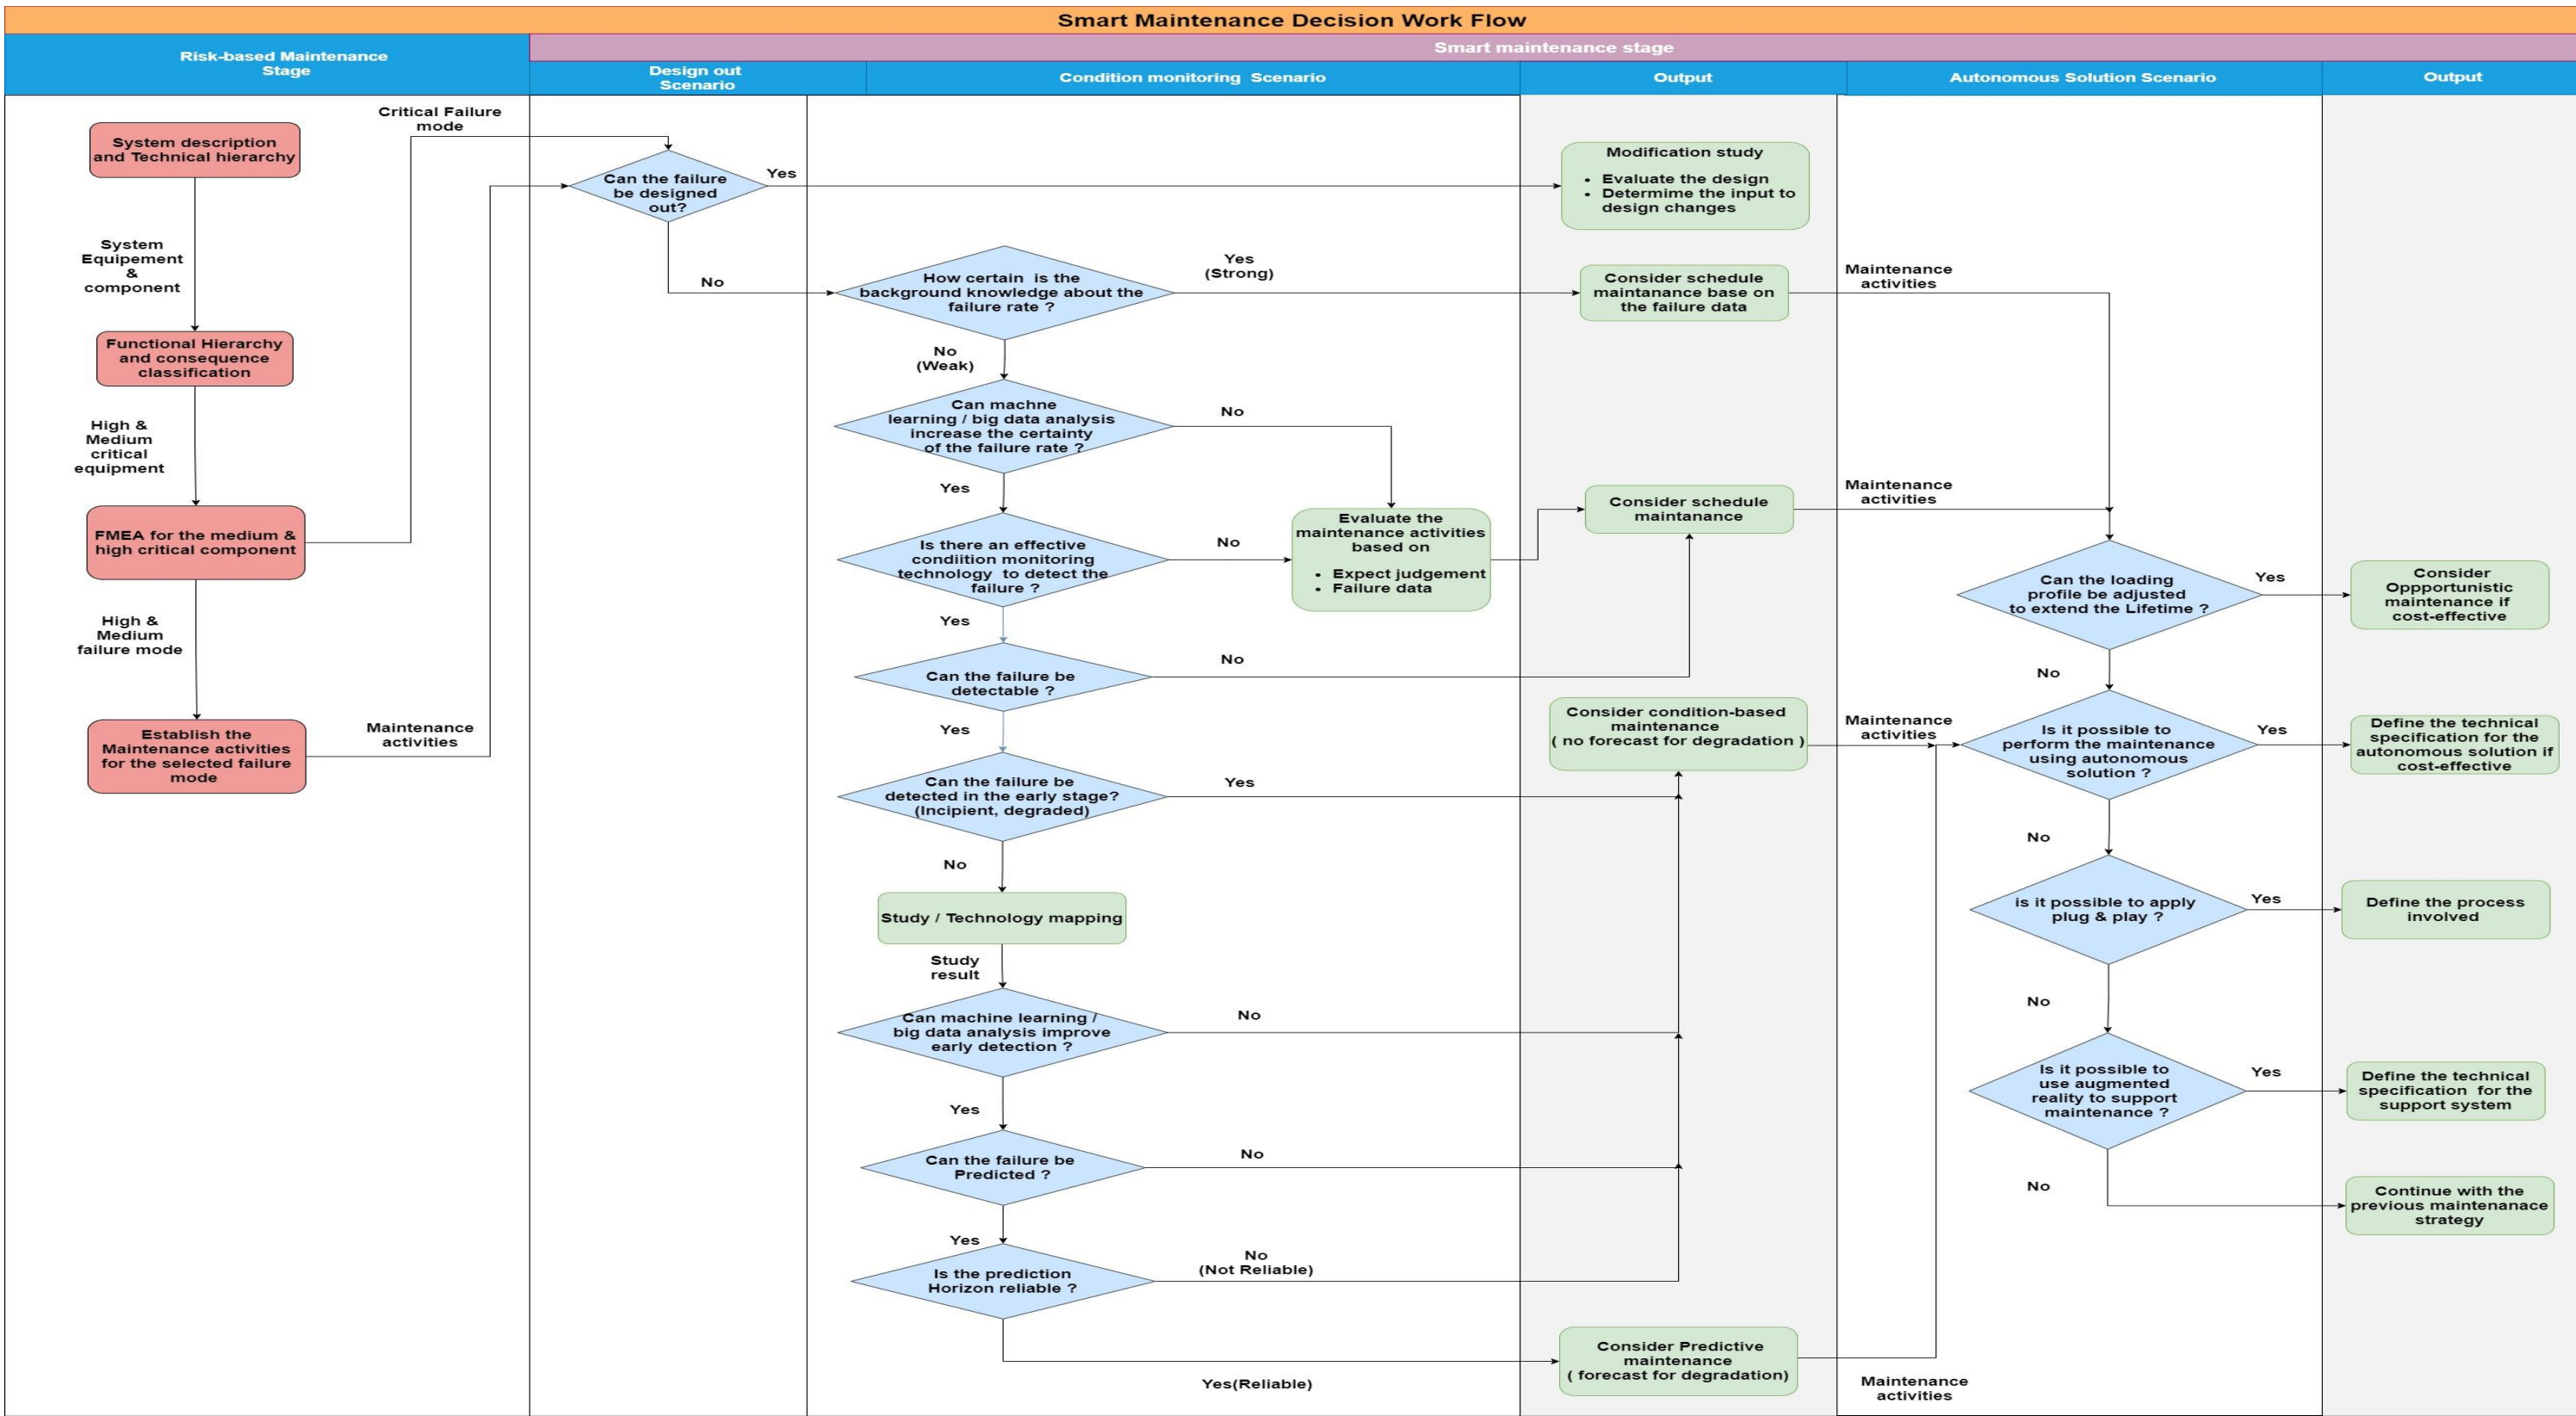 Smart Maintenance Decision Work Flow
Risk-based Maintenance
Stage
Smart maintenance stage
Design out
Scenario
Condition monitoring  Scenario
Output
Autonomous Solution Scenario
Output
System description
and Technical hierarchy
System
Equipement
&
component
Functional Hierarchy
and consequence
classification
High &
Medium
critical
equipment
FMEA for the medium &
high critical component
High &
Medium
failure mode
Establish the
Maintenance activities
for the selected failure
mode
Critical Failure
mode
Maintenance
activities
Can the failure
be designed
out?
Yes
No
Modification study
• Evaluate the design
• Determime the input to
design changes
How certain  is the
background knowledge about the
failure rate ?
Yes
(Strong)
No
(Weak)
Consider schedule
maintanance base on
the failure data
Maintenance
activities
Can machne
learning / big data analysis
increase the certainty
of the failure rate ?
No
Yes
Is there an effective
condiition monitoring
technology  to detect the
failure ?
No
Yes
Evaluate the
maintenance activities
based on
• Expect judgement
• Failure data
Consider schedule
maintanance
Maintenance
activities
Can the failure be
detectable ?
No
Yes
Can the failure be
detected in the early stage?
(Incipient, degraded)
Yes
No
Consider condition-based
maintenance
( no forecast for degradation )
Maintenance
activities
Study / Technology mapping
Study
result
Can machine learning /
big data analysis improve
early detection ?
No
Yes
Can the failure be
Predicted ?
No
Yes
Is the prediction
Horizon reliable ?
No
(Not Reliable)
Yes(Reliable)
Consider Predictive
maintenance
( forecast for degradation)
Maintenance
activities
Can the loading
profile be adjusted
to extend the Lifetime ?
Yes
No
Consider
Oppportunistic
maintenance if
cost-effective
Is it possible to
perform the maintenance
using autonomous
solution ?
Yes
No
Define the technical
specification for the
autonomous solution if
cost-effective
is it possible to apply
plug & play ?
Yes
No
Define the process
involved
Is it possible to
use augmented
reality to support
maintenance ?
Yes
No
Define the technical
specification  for the
support system
Continue with the
previous maintenanace
strategy